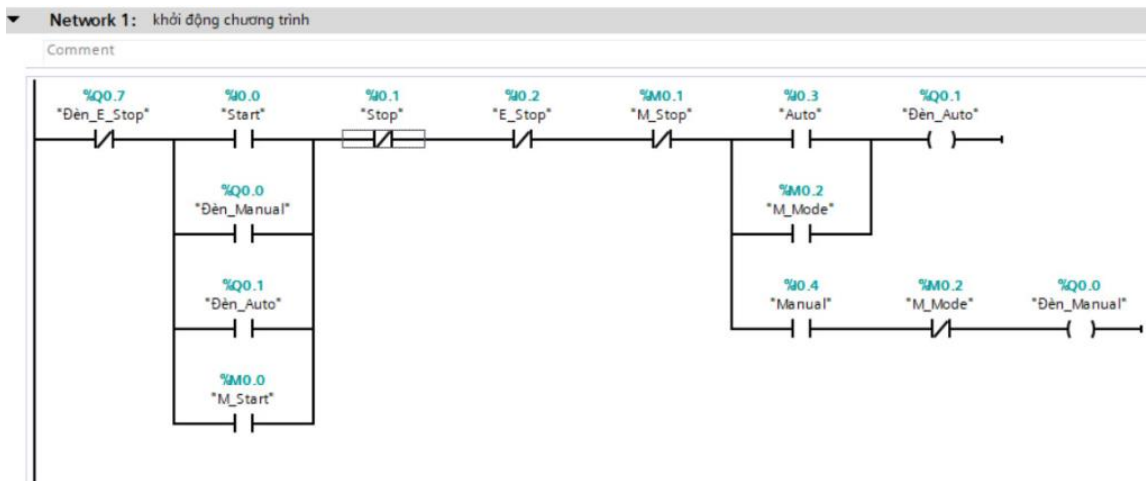 Network 1: khởi động chương trình
Comment
%Q0.7 %I0.0 %I0.1 %I0.2 %M0.1 %I0.3 %Q0.1
"Đèn_E_Stop" "Start" "Stop" "E_Stop" "M_Stop" "Auto" "Đèn_Auto"
%Q0.0 %M0.2
"Đèn_Manual" "M_Mode"
%Q0.1 %I0.4 %M0.2 %Q0.0
"Đèn_Auto" "Manual" "M_Mode" "Đèn_Manual"
%M0.0
"M_Start"